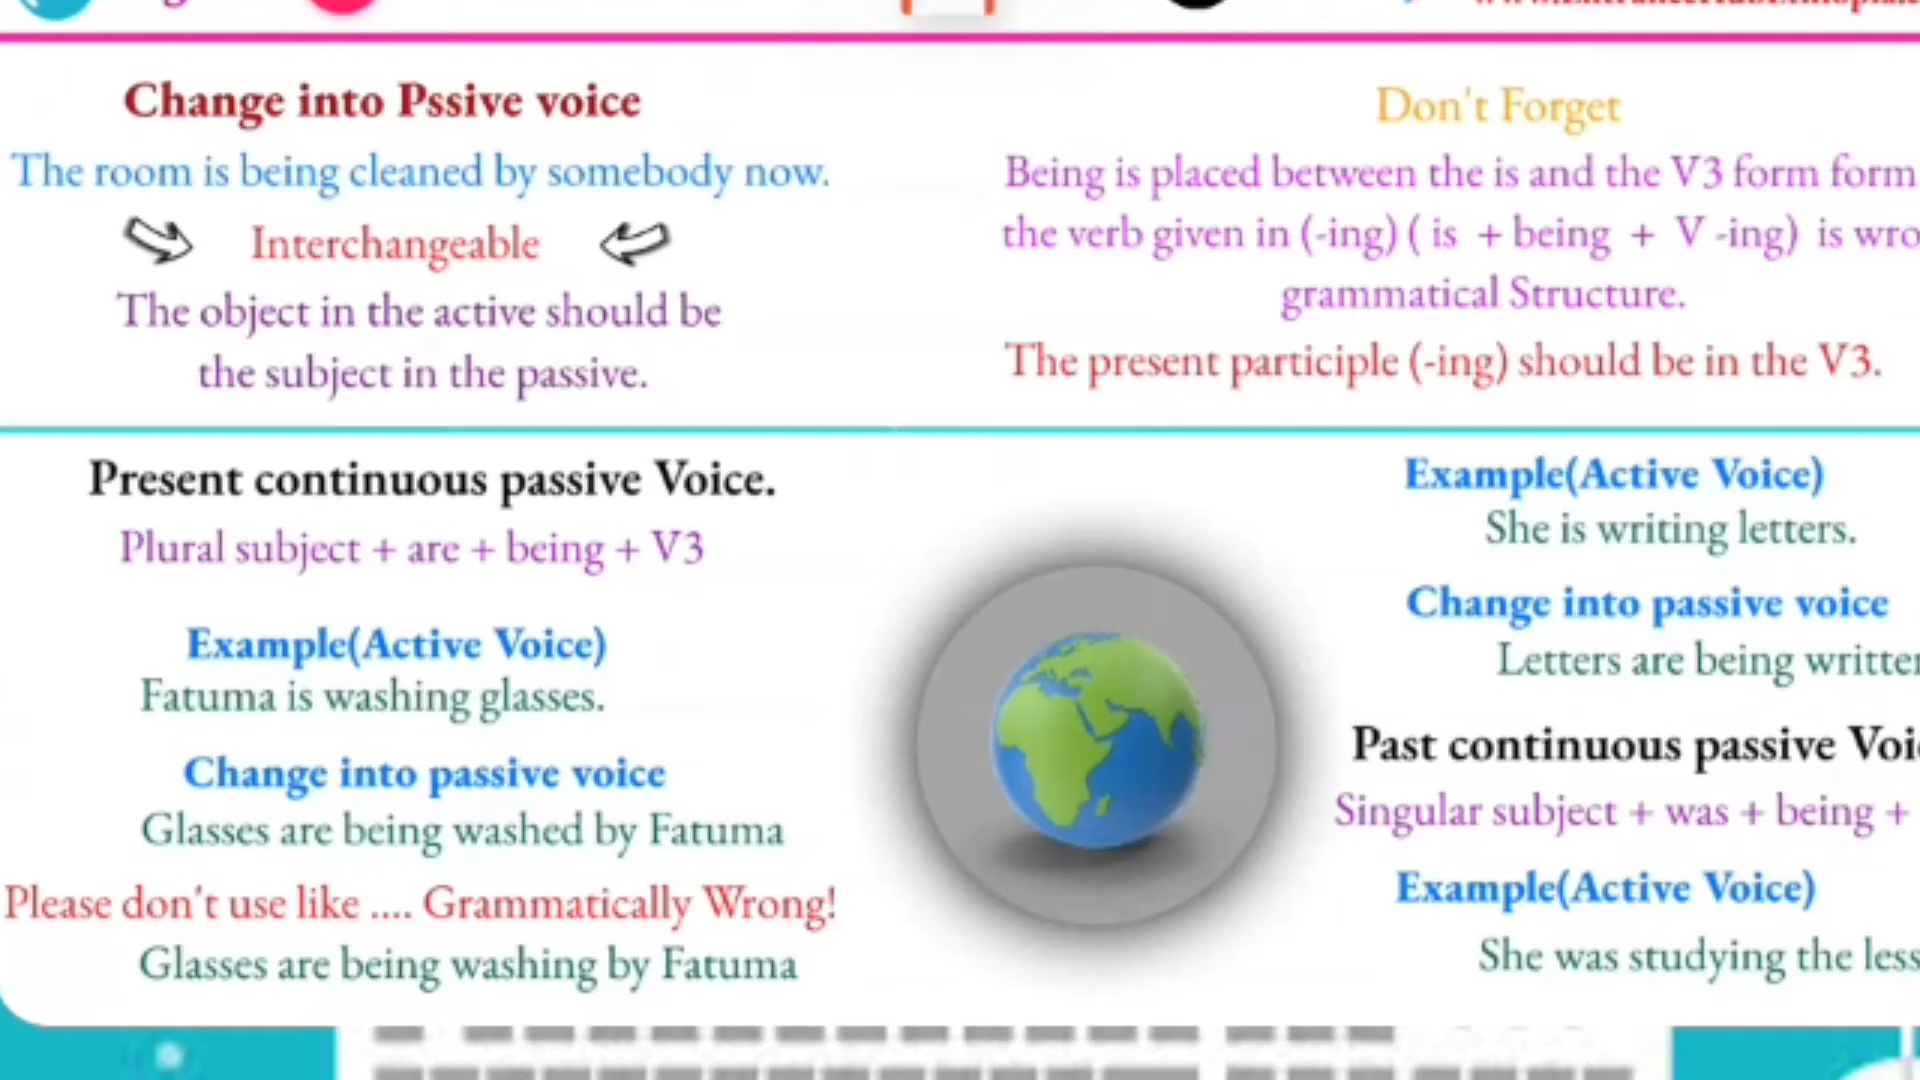 Change into Pssive voice
The room is being cleaned by somebody now.
Interchangeable
The object in the active should be
the subject in the passive.
Don't Forget
Being is placed between the is and the V3 form form
the verb given in (-ing) ( is + being + V -ing) is
grammatical Structure.
The present participle (-ing) should be in the V3.
Present continuous passive Voice.
Plural subject + are + being + V3
Example(Active Voice)
Fatuma is washing glasses.
Change into passive voice
Glasses are being washed by Fatuma
Please don't use like .... Grammatically Wrong!
Glasses are being washing by Fatuma
Example(Active Voice)
She is writing letters.
Change into passive voice
Letters are being
Past continuous passive
Singular subject + was + being +
Example(Active Voice)
She was studying the